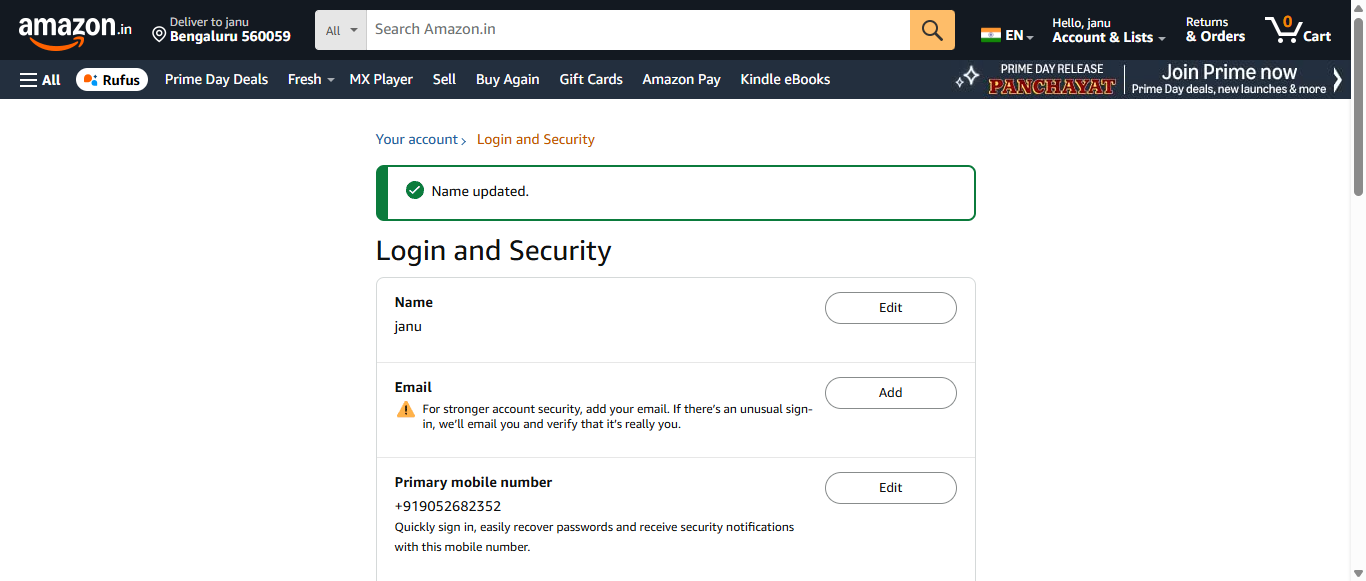 amazon.in
Deliver to janu
Bengaluru 560059
All
Search Amazon.in
EN
Hello, janu
Account & Lists
Returns
& Orders
0
Cart
All
Rufus
Prime Day Deals
Fresh
MX Player
Sell
Buy Again
Gift Cards
Amazon Pay
Kindle eBooks
PRIME DAY RELEASE
PANCHAYAT
Join Prime now
Prime Day deals, new launches & more
Your account › Login and Security
Name updated.
Login and Security
Name
janu
Edit
Email
For stronger account security, add your email. If there's an unusual sign-
in, we'll email you and verify that it's really you.
Add
Primary mobile number
+919052682352
Quickly sign in, easily recover passwords and receive security notifications
with this mobile number.
Edit